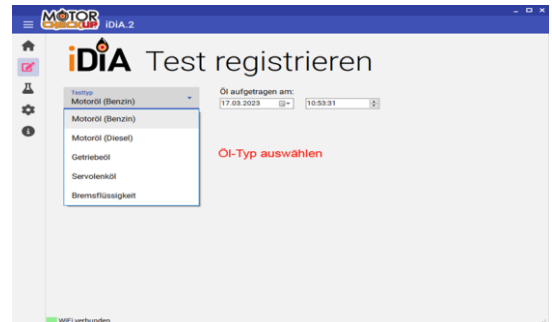 MOTOR
CHECKUP iDiA.2
iDiA Test registrieren
Testtyp
Motoröl (Benzin)
Öl aufgetragen am:
17.03.2023 10:53:31
Motoröl (Benzin)
Motoröl (Diesel)
Getriebeöl
Servolenköl
Bremsflüssigkeit
Öl-Typ auswählen
WiFi verbunden